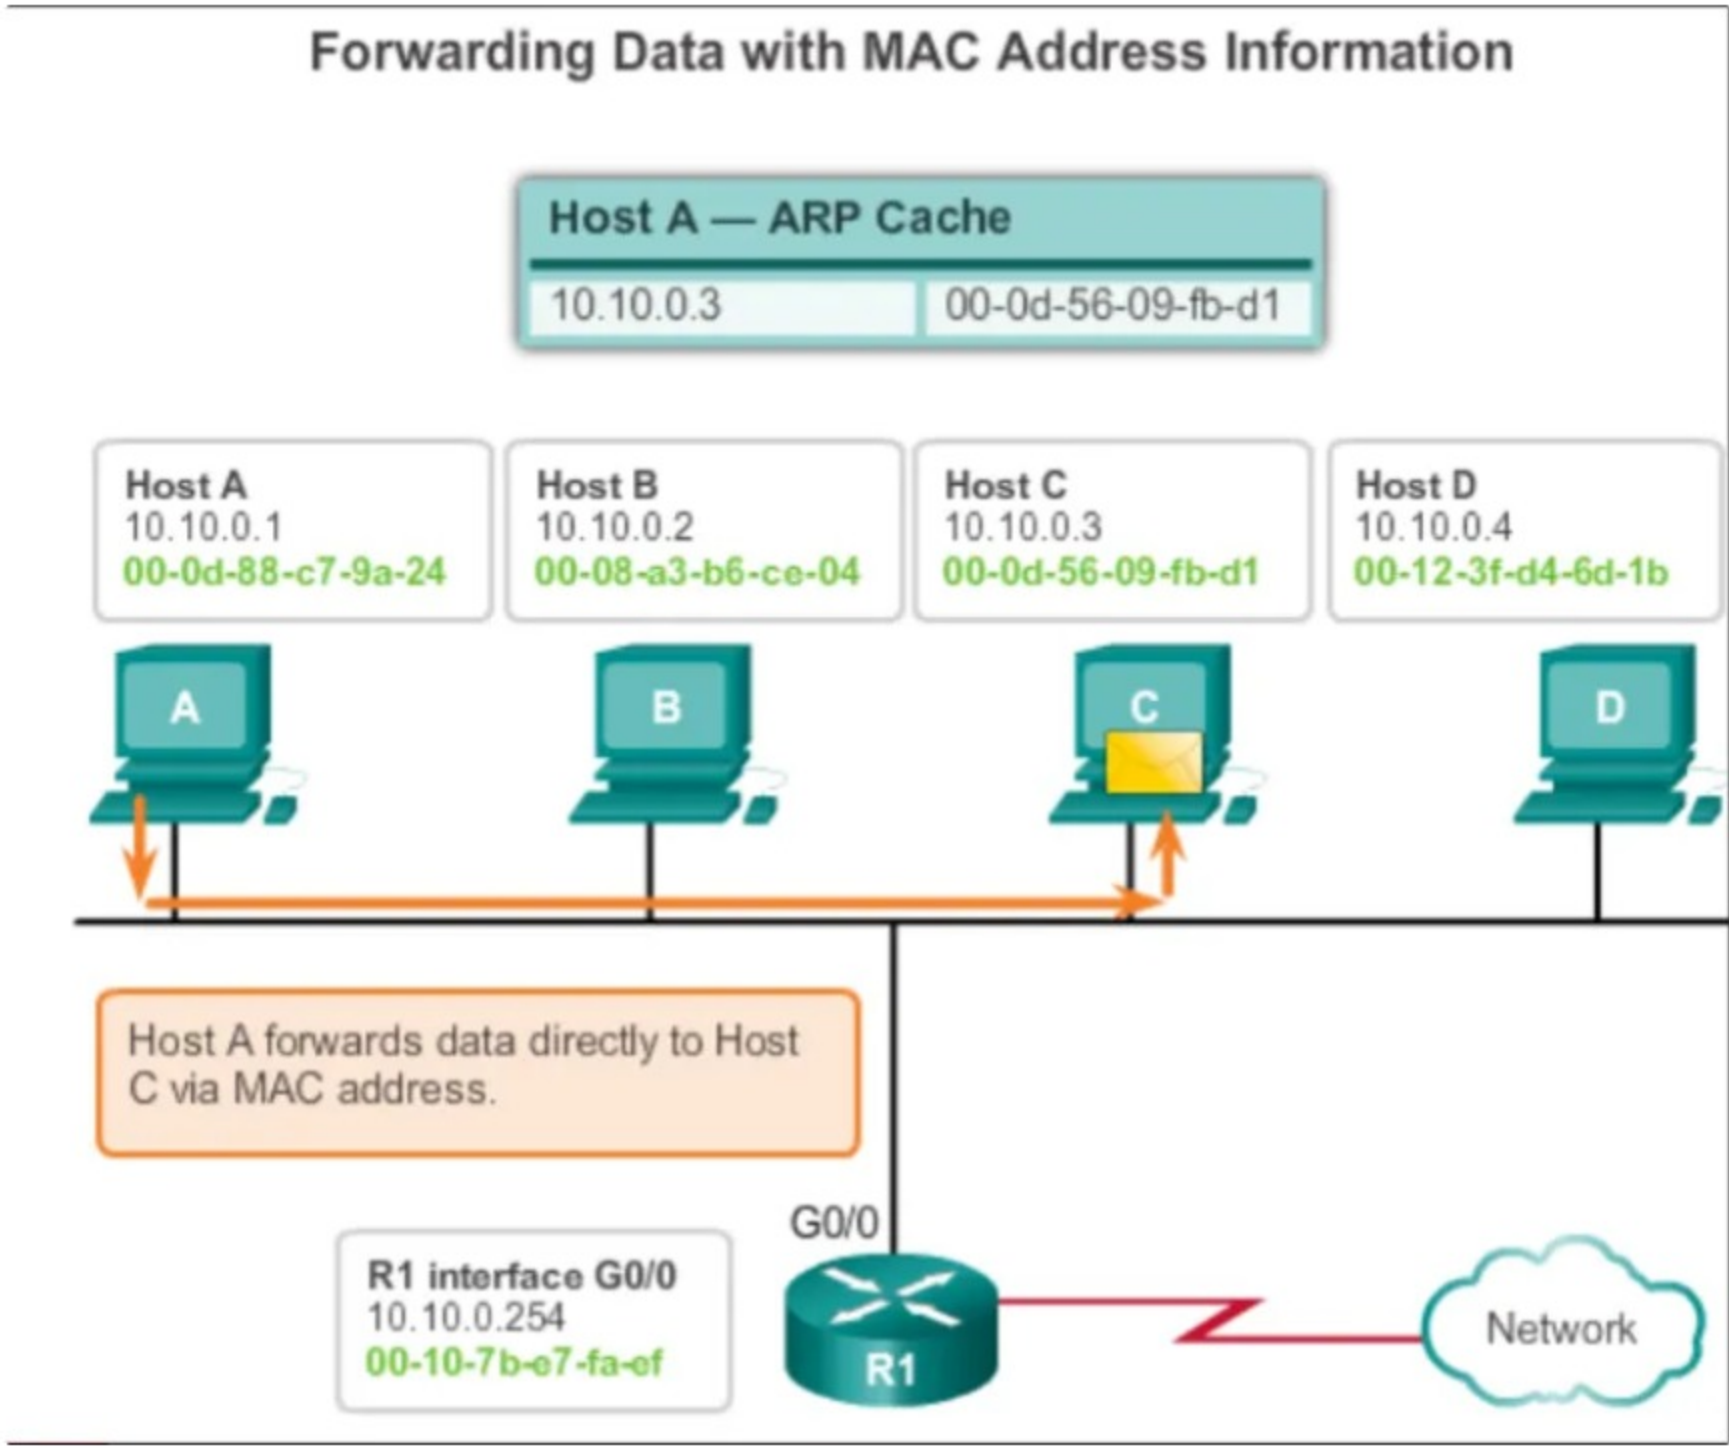 Forwarding Data with MAC Address Information
Host A — ARP Cache
10.10.0.3 00-0d-56-09-fb-d1
Host A
10.10.0.1
00-0d-88-c7-9a-24
Host B
10.10.0.2
00-08-a3-b6-ce-04
Host C
10.10.0.3
00-0d-56-09-fb-d1
Host D
10.10.0.4
00-12-3f-d4-6d-1b
A
B
C
D
Host A forwards data directly to Host
C via MAC address.
G0/0
R1 interface G0/0
10.10.0.254
00-10-7b-e7-fa-ef
R1
Network